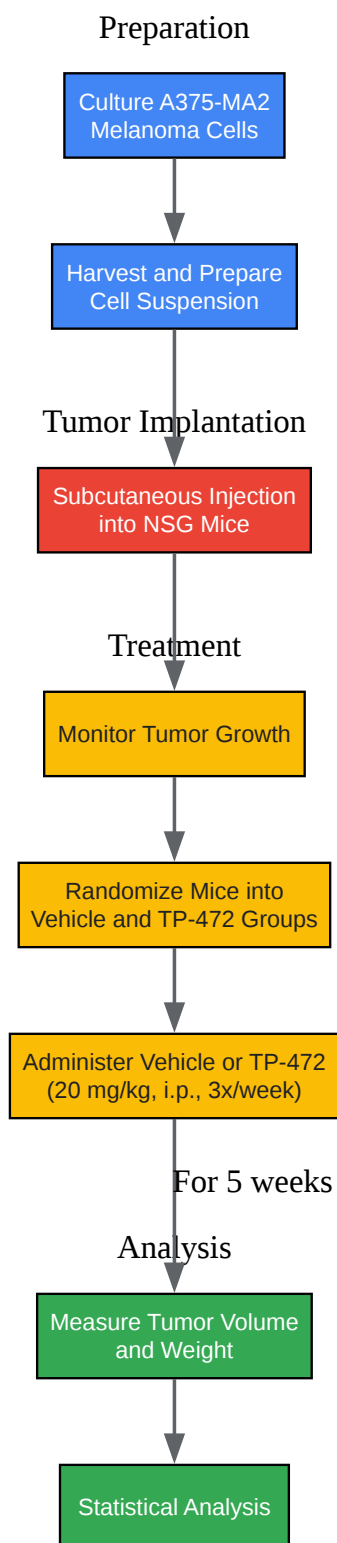 Preparation
Culture A375-MA2
Melanoma Cells
Harvest and Prepare
Cell Suspension
Tumor Implantation
Subcutaneous Injection
into NSG Mice
Treatment
Monitor Tumor Growth
Randomize Mice into
Vehicle and TP-472 Groups
Administer Vehicle or TP-472
(20 mg/kg, i.p., 3x/week)
For 5 weeks
Analysis
Measure Tumor Volume
and Weight
Statistical Analysis